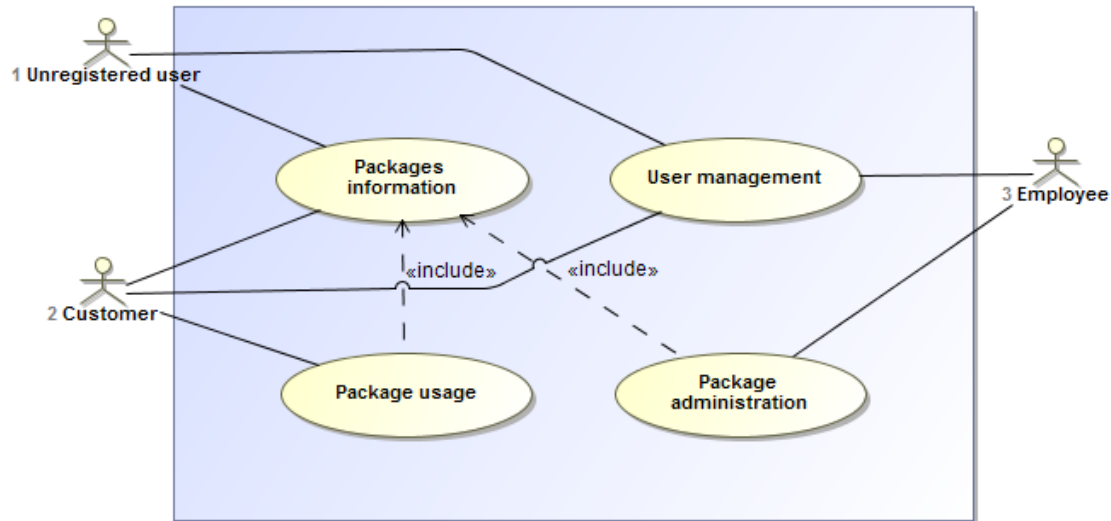 1 Unregistered user
Packages
information
User management
3 Employee
«include»
«include»
2 Customer
Package usage
Package
administration